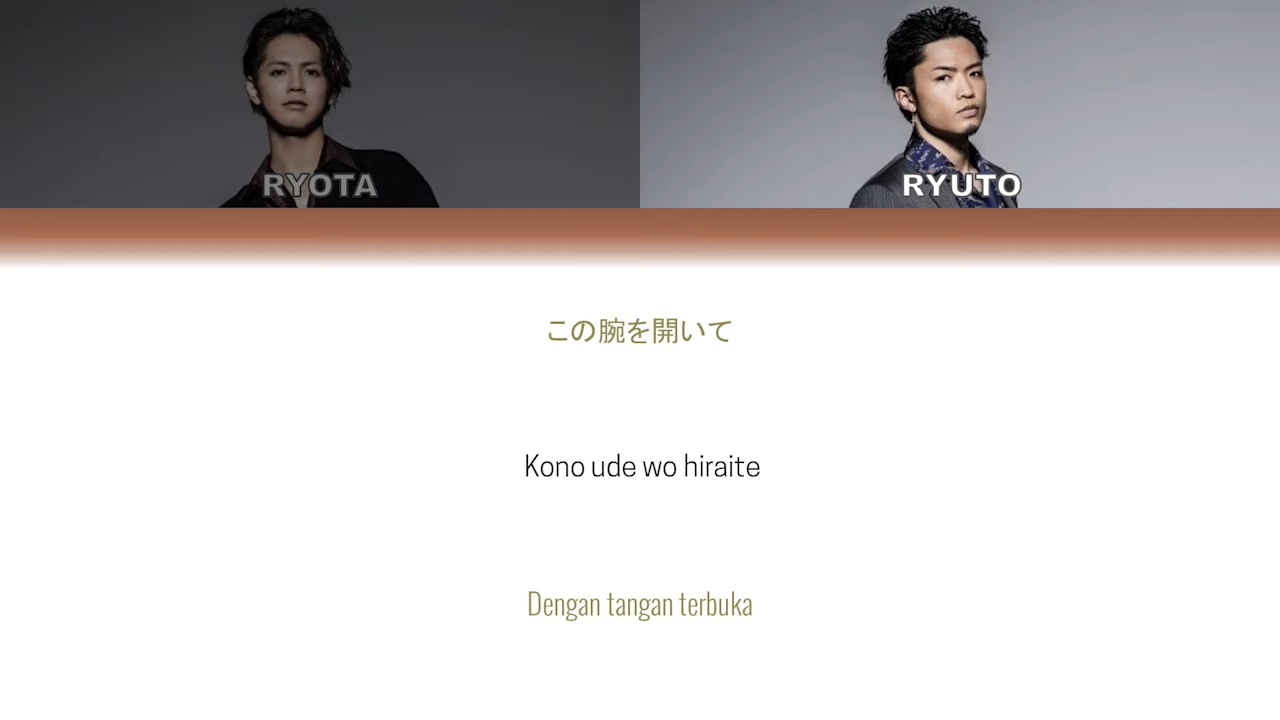 RYOTA
RYUTO
この腕を開いて
Kono ude wo hiraite
Dengan tangan terbuka